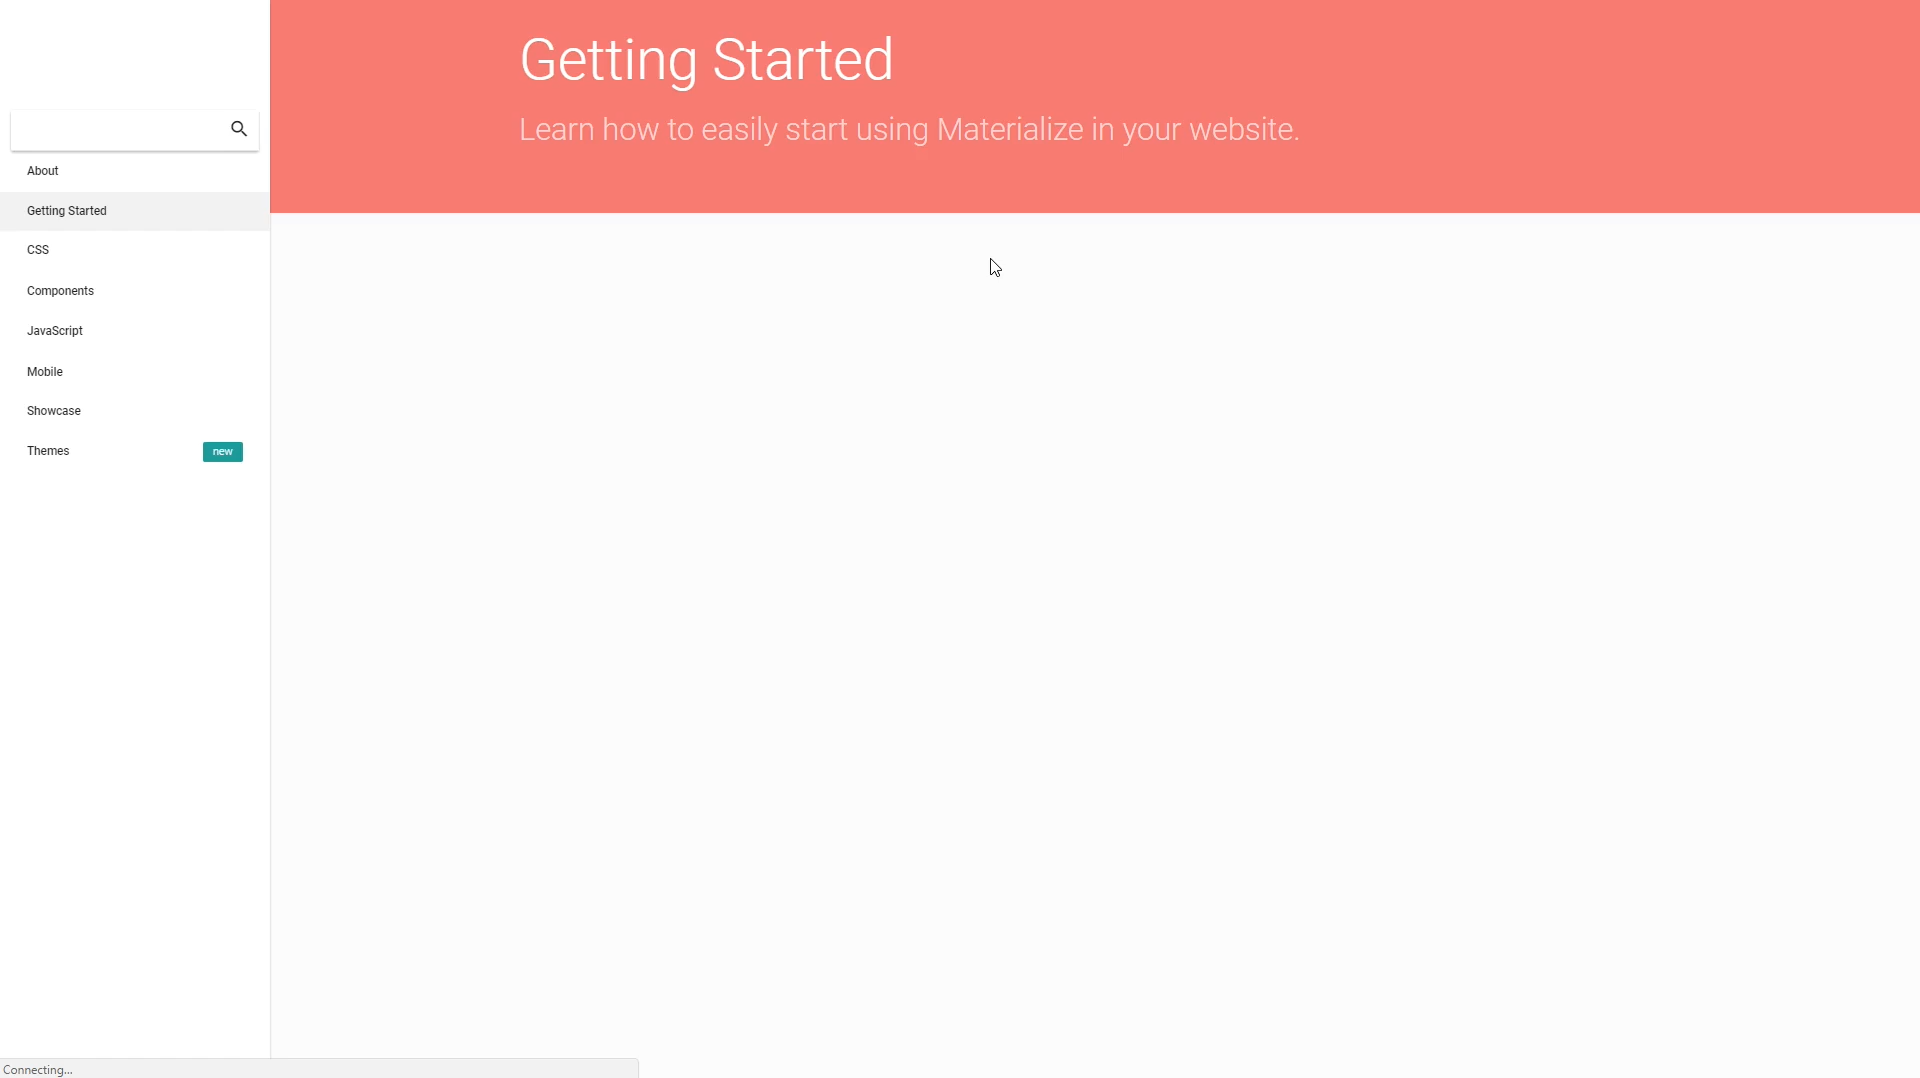 Getting Started
Learn how to easily start using Materialize in your website.
About
Getting Started
CSS
Components
JavaScript
Mobile
Showcase
Themes
new
Connecting...